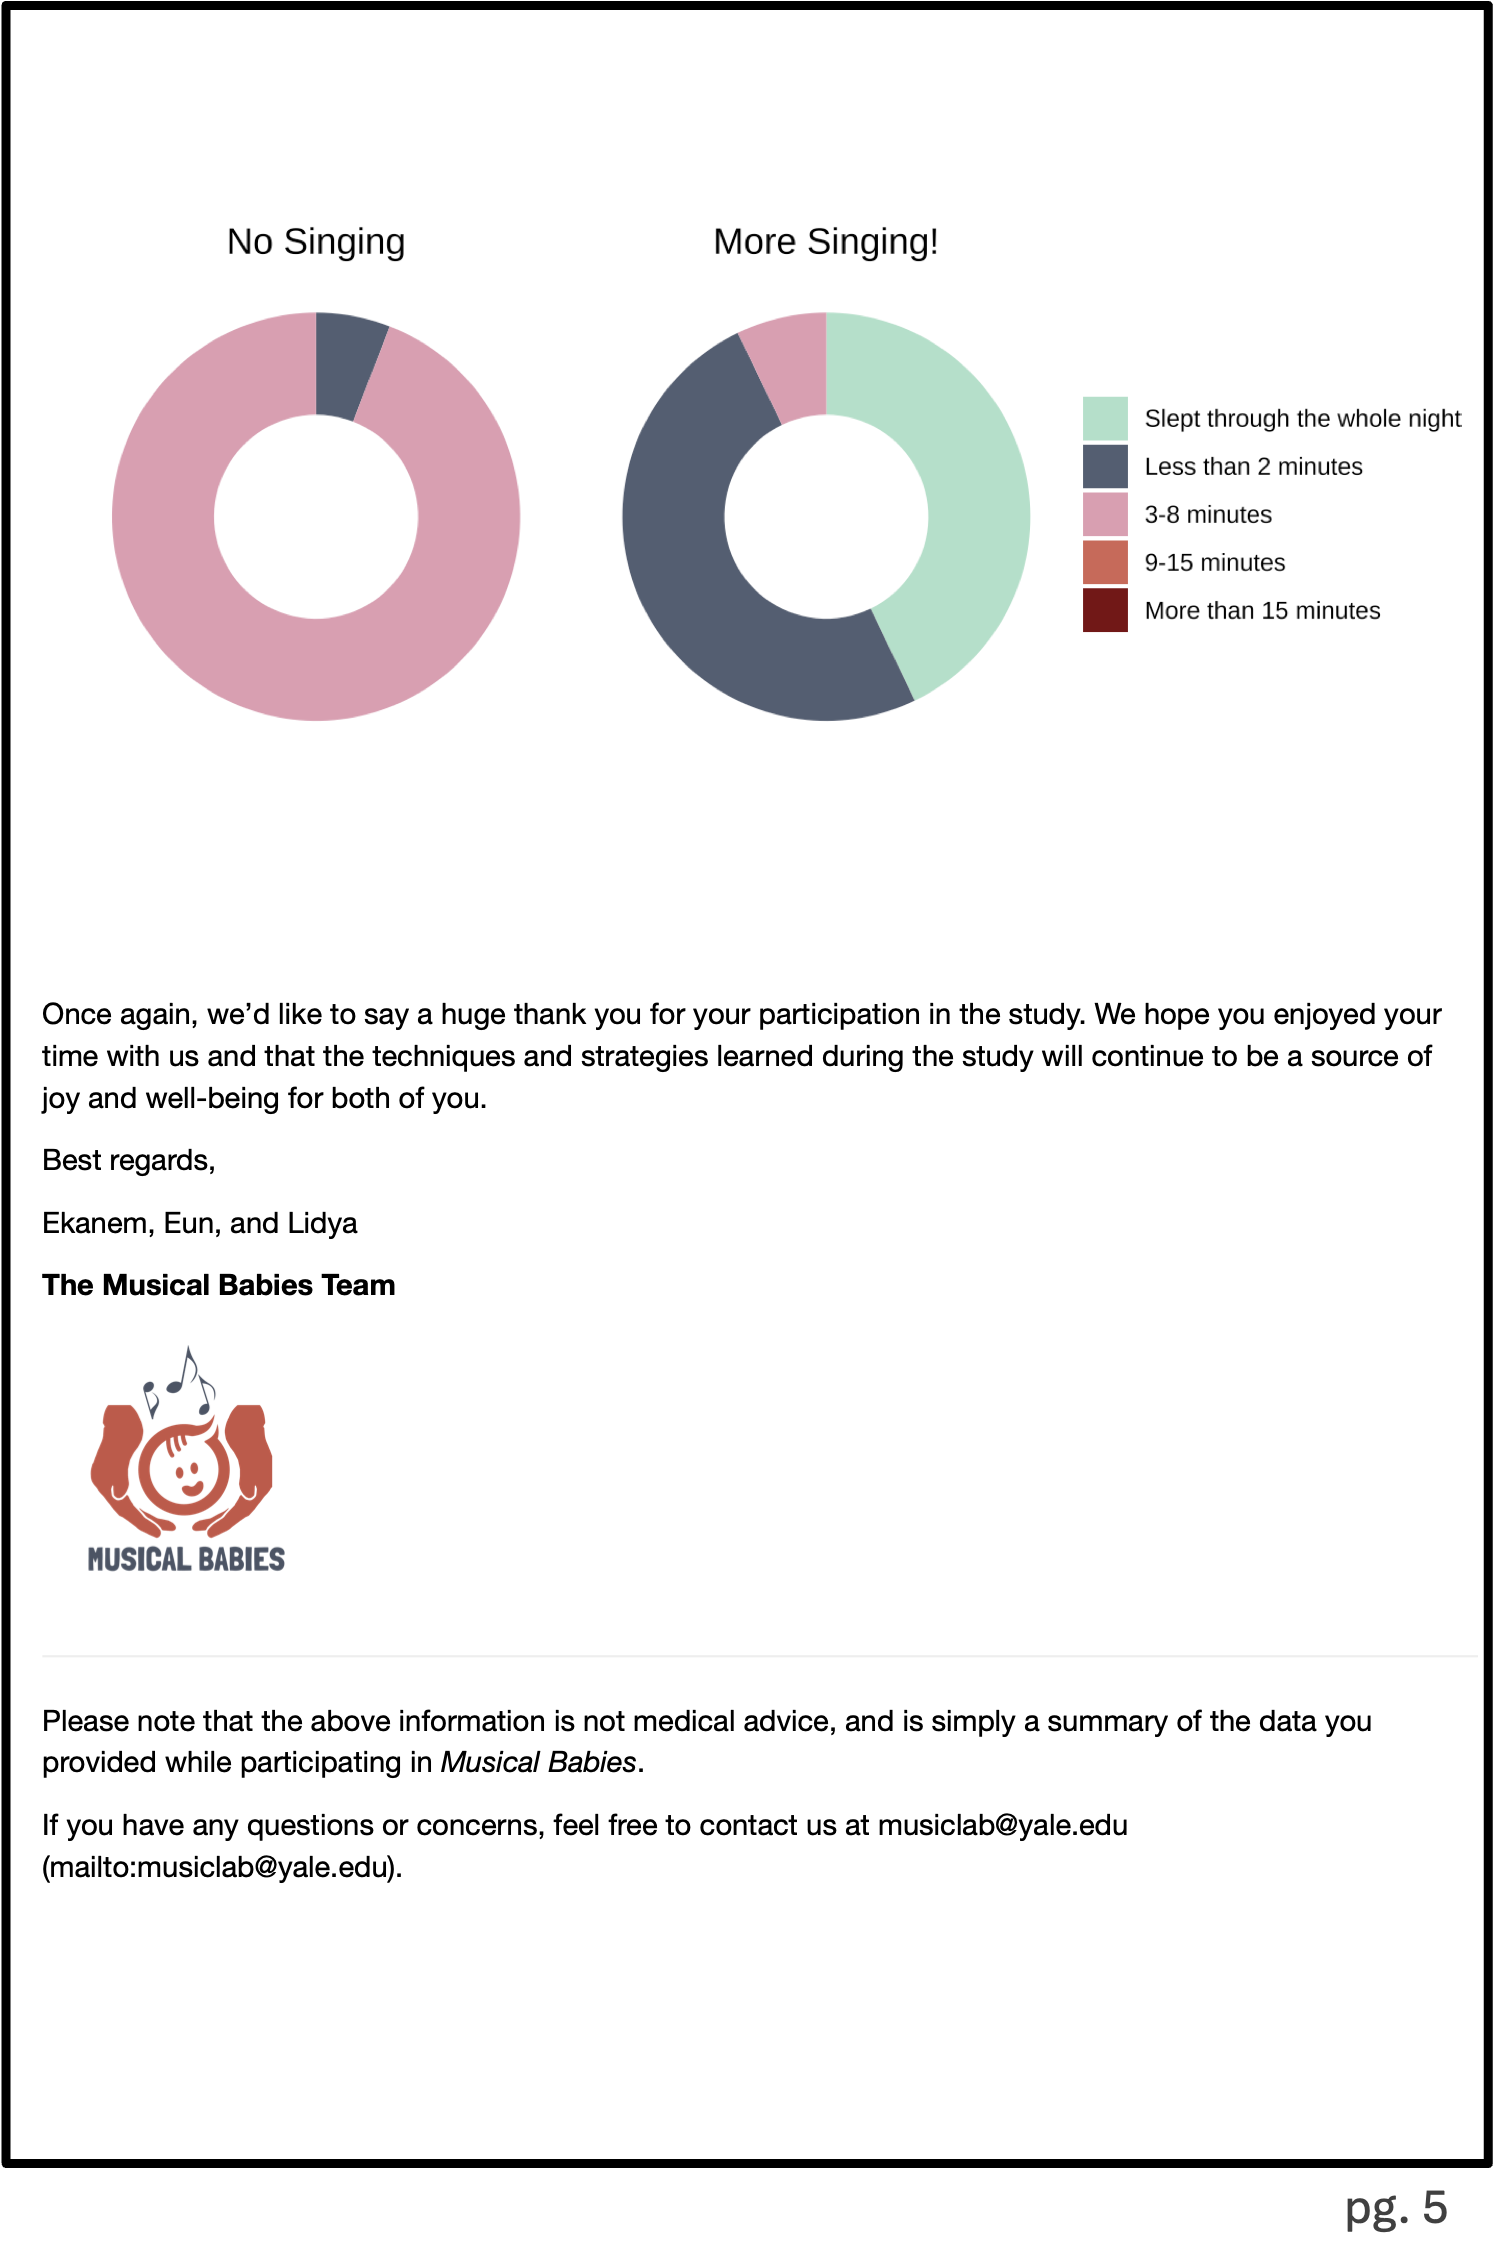 No Singing
More Singing!
Slept through the whole night
Less than 2 minutes
3-8 minutes
9-15 minutes
More than 15 minutes
Once again, we’d like to say a huge thank you for your participation in the study. We hope you enjoyed your
time with us and that the techniques and strategies learned during the study will continue to be a source of
joy and well-being for both of you.
Best regards,
Ekanem, Eun, and Lidya
The Musical Babies Team
MUSICAL BABIES
Please note that the above information is not medical advice, and is simply a summary of the data you
provided while participating in Musical Babies.
If you have any questions or concerns, feel free to contact us at musiclab@yale.edu
(mailto:musiclab@yale.edu).
pg. 5